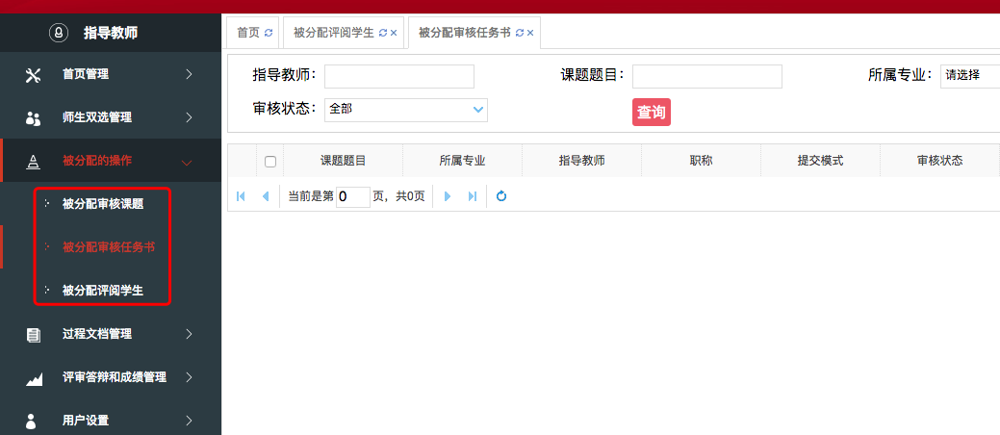 指导教师
首页管理
师生双选管理
被分配的操作
被分配审核课题
被分配审核任务书
被分配评阅学生
过程文档管理
评审答辩和成绩管理
用户设置
首页 被分配评阅学生 被分配审核任务书
指导教师： 课题题目： 所属专业： 请选择
审核状态： 全部 查询
课题题目 所属专业 指导教师 职称 提交模式 审核状态
当前是第 0 页，共0页